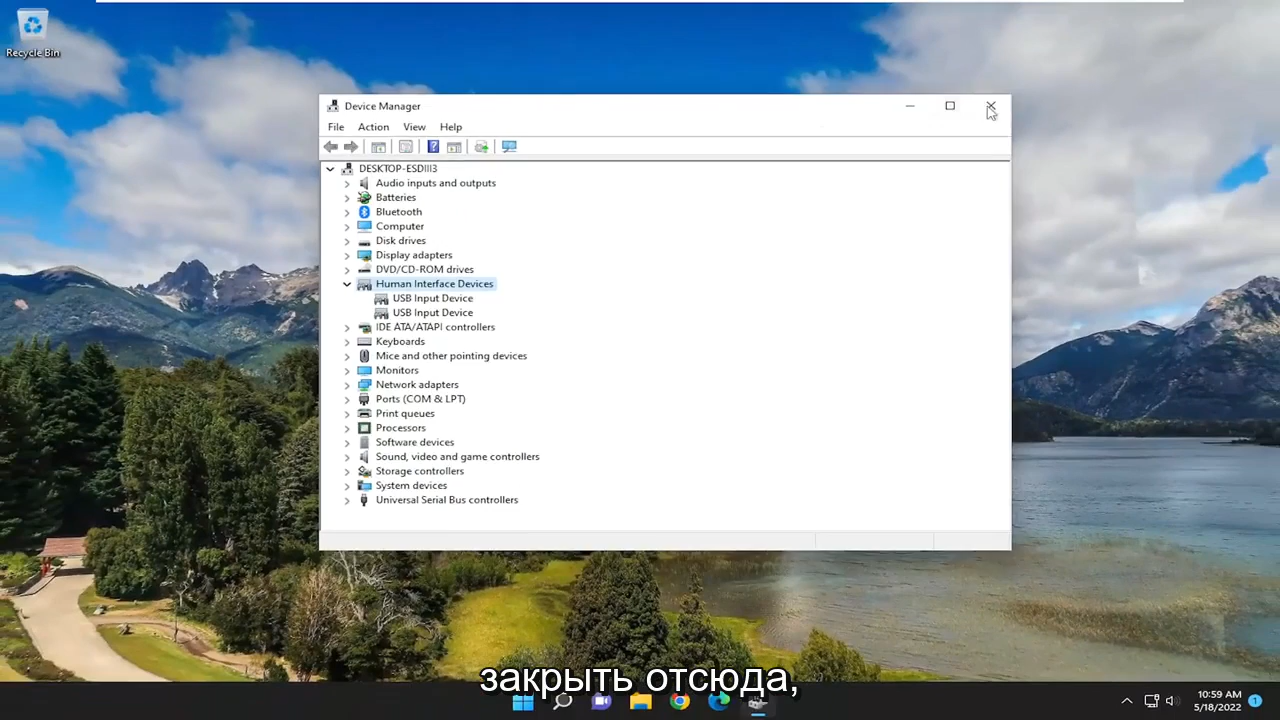 Recycle Bin
Device Manager
File Action View Help
DESKTOP-ESDIII3
Audio inputs and outputs
Batteries
Bluetooth
Computer
Disk drives
Display adapters
DVD/CD-ROM drives
Human Interface Devices
USB Input Device
USB Input Device
IDE ATA/ATAPI controllers
Keyboards
Mice and other pointing devices
Monitors
Network adapters
Ports (COM & LPT)
Print queues
Processors
Software devices
Sound, video and game controllers
Storage controllers
System devices
Universal Serial Bus controllers
закрыть отсюда,
10:59 AM
5/18/2022
1